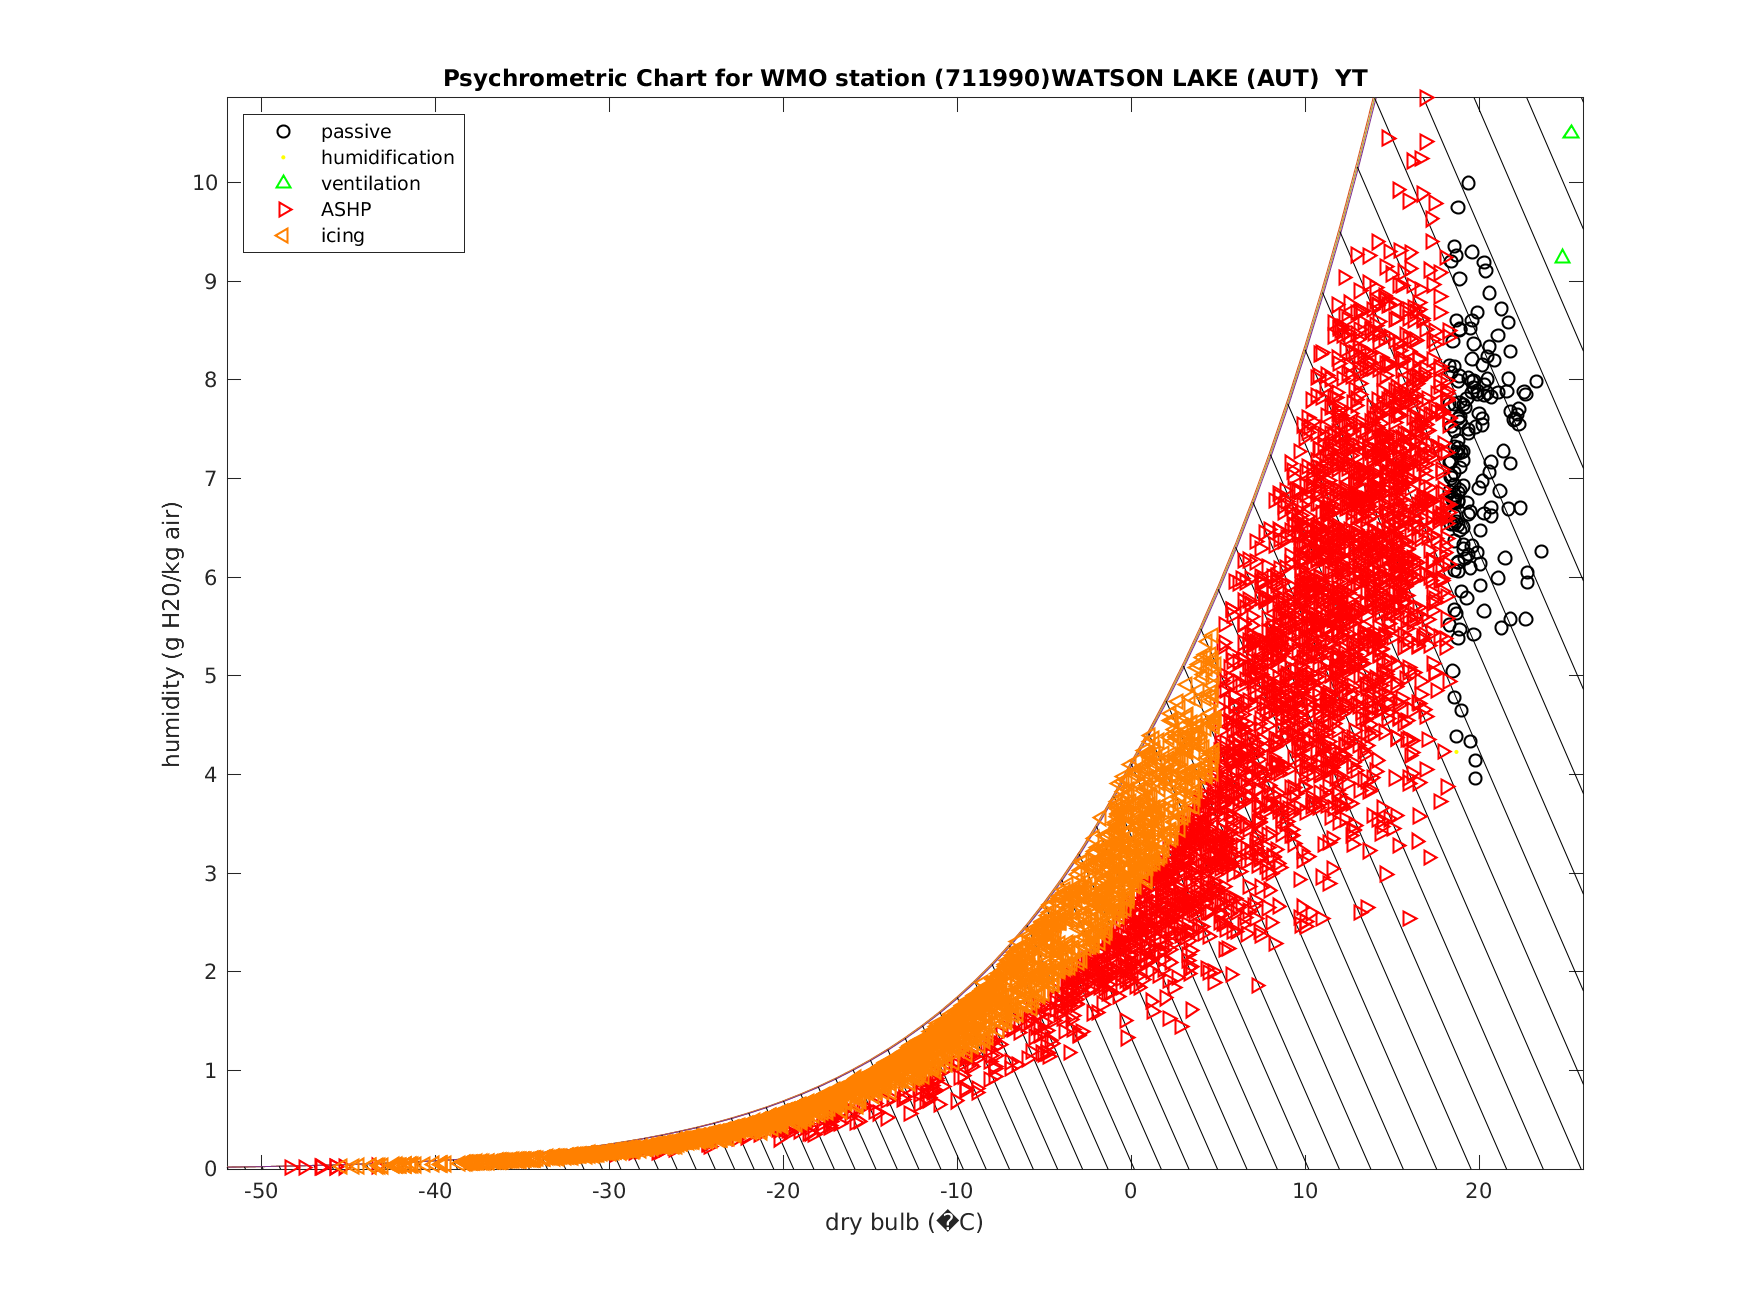 Psychrometric Chart for WMO station (711990)WATSON LAKE (AUT)  YT
passive
humidification
ventilation
ASHP
icing
humidity (g H20/kg air)
10
9
8
7
6
5
4
3
2
1
0
-50 -40 -30 -20 -10 0 10 20
dry bulb (�C)